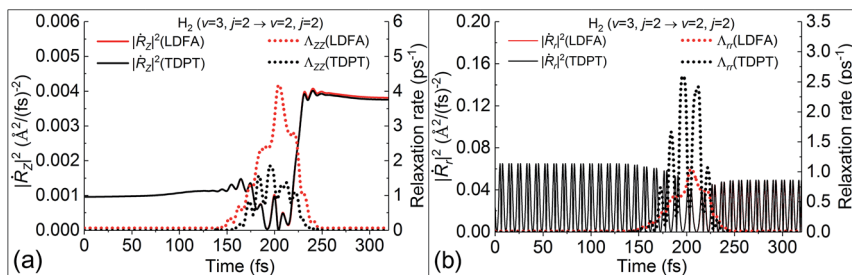 H₂ (v=3, j=2 → v=2, j=2)
|Ṙ_Z|²(LDFA) Λ_ZZ(LDFA)
|Ṙ_Z|²(TDPT) Λ_ZZ(TDPT)
0.006
0.005
0.004
0.003
0.002
0.001
0.000
|Ṙ_Z|² (Å²/(fs)⁻²)
6
5
4
3
2
1
0
Relaxation rate (ps⁻¹)
(a)
0 50 100 150 200 250 300
Time (fs)
H₂ (v=3, j=2 → v=2, j=2)
|Ṙ_r|²(LDFA) Λ_rr(LDFA)
|Ṙ_r|²(TDPT) Λ_rr(TDPT)
0.20
0.16
0.12
0.08
0.04
0.00
|Ṙ_r|² (Å²/(fs)⁻²)
3.5
3.0
2.5
2.0
1.5
1.0
0.5
0.0
Relaxation rate (ps⁻¹)
(b)
0 50 100 150 200 250 300
Time (fs)